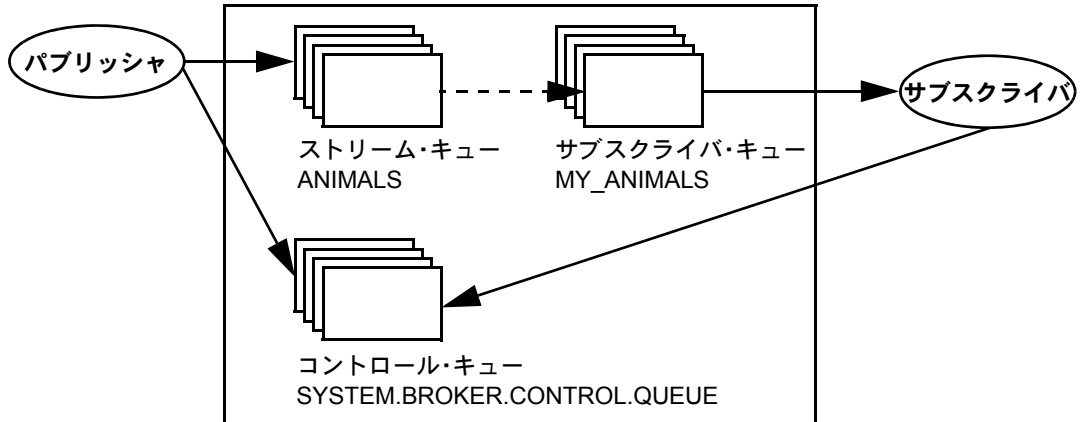 パブリッシャ
サブスクライバ
ストリーム・キュー
ANIMALS
サブスクライバ・キュー
MY_ANIMALS
コントロール・キュー
SYSTEM.BROKER.CONTROL.QUEUE